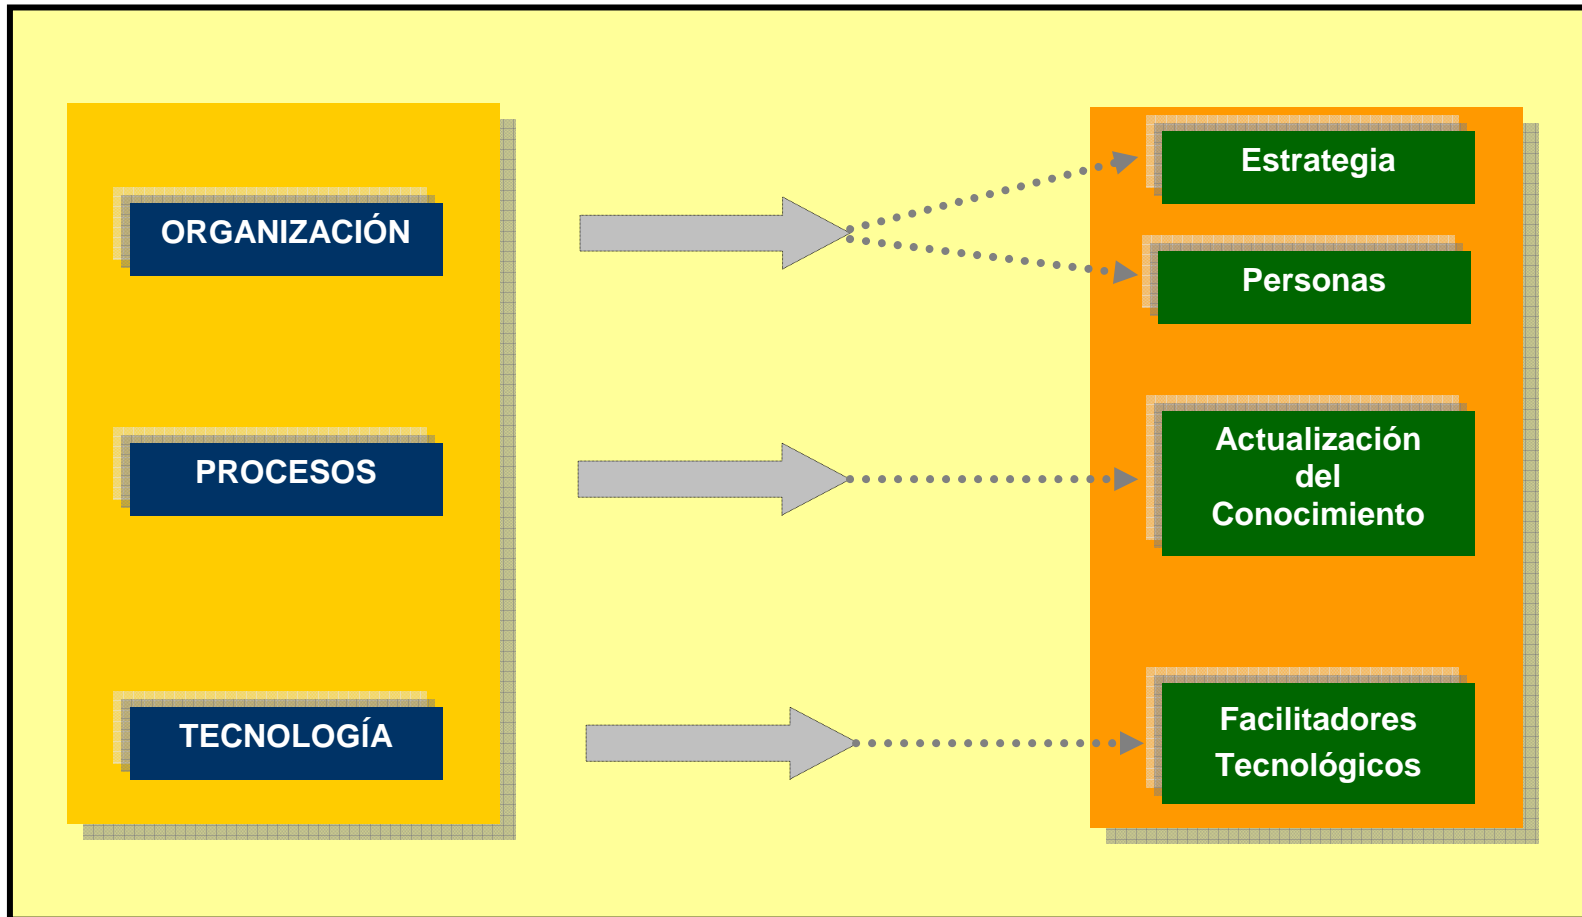 ORGANIZACIÓN
Estrategia
Personas
PROCESOS
Actualización
del
Conocimiento
TECNOLOGÍA
Facilitadores
Tecnológicos